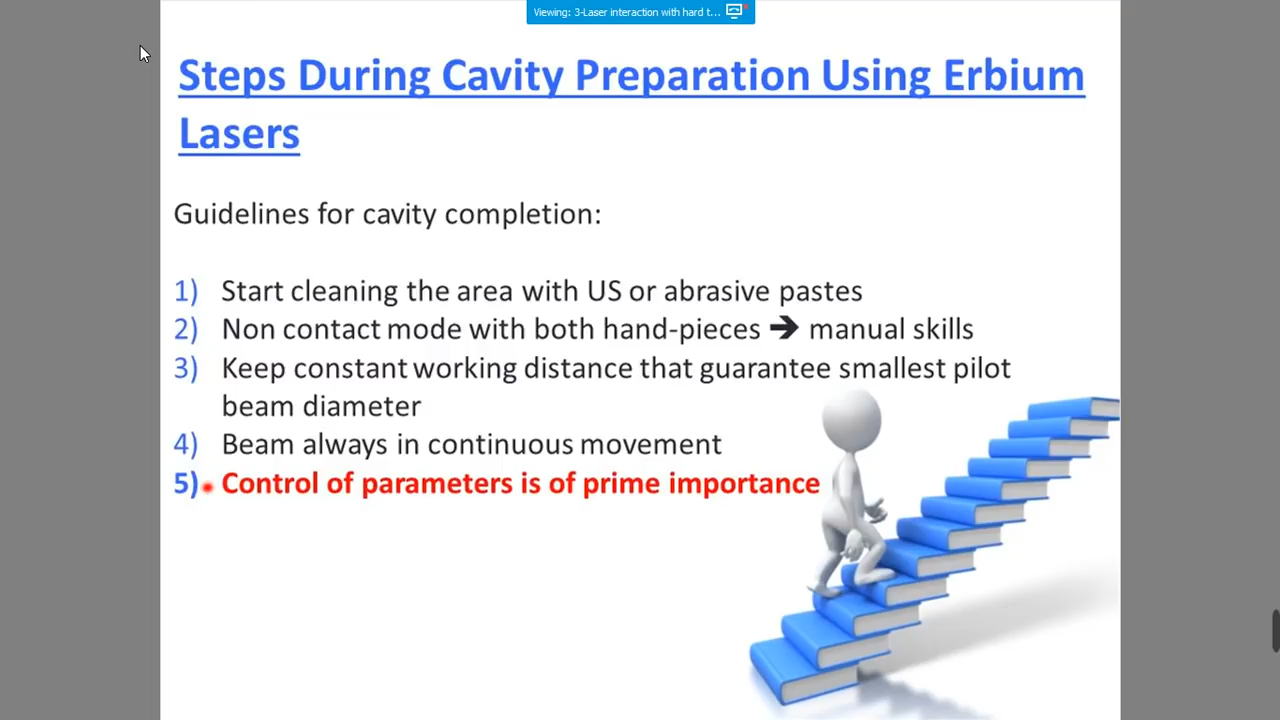 Viewing: 3-Laser interaction with hard t...
Steps During Cavity Preparation Using Erbium
Lasers
Guidelines for cavity completion:
1) Start cleaning the area with US or abrasive pastes
2) Non contact mode with both hand-pieces ➔ manual skills
3) Keep constant working distance that guarantee smallest pilot
beam diameter
4) Beam always in continuous movement
5) Control of parameters is of prime importance